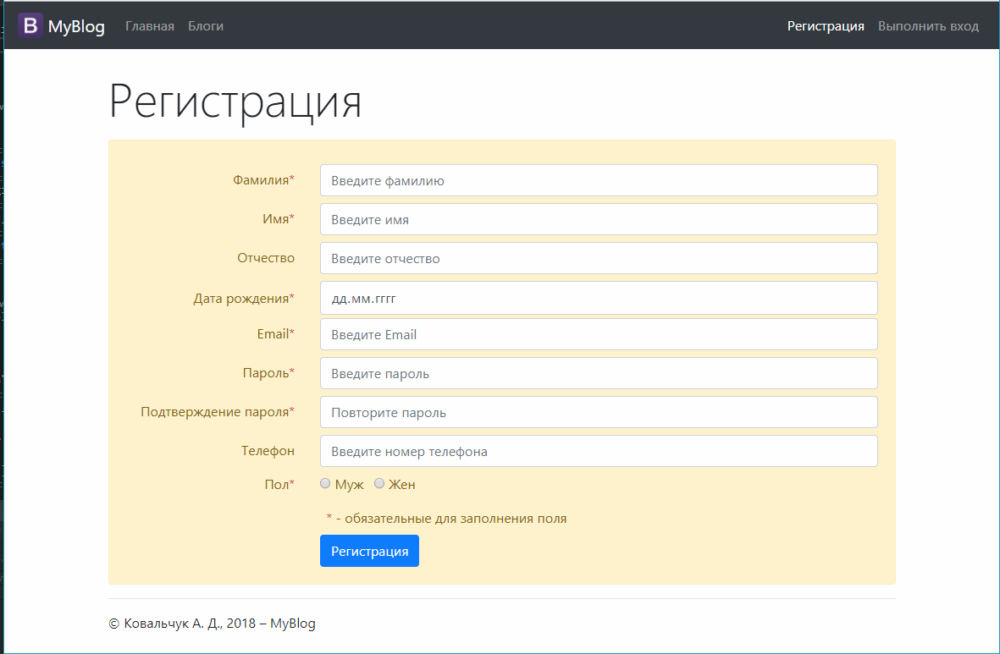 B MyBlog Главная Блоги Регистрация Выполнить вход
Регистрация
Фамилия* Введите фамилию
Имя* Введите имя
Отчество Введите отчество
Дата рождения* дд.мм.гггг
Email* Введите Email
Пароль* Введите пароль
Подтверждение пароля* Повторите пароль
Телефон Введите номер телефона
Пол* Муж Жен
* - обязательные для заполнения поля
Регистрация
© Ковальчук А. Д., 2018 – MyBlog